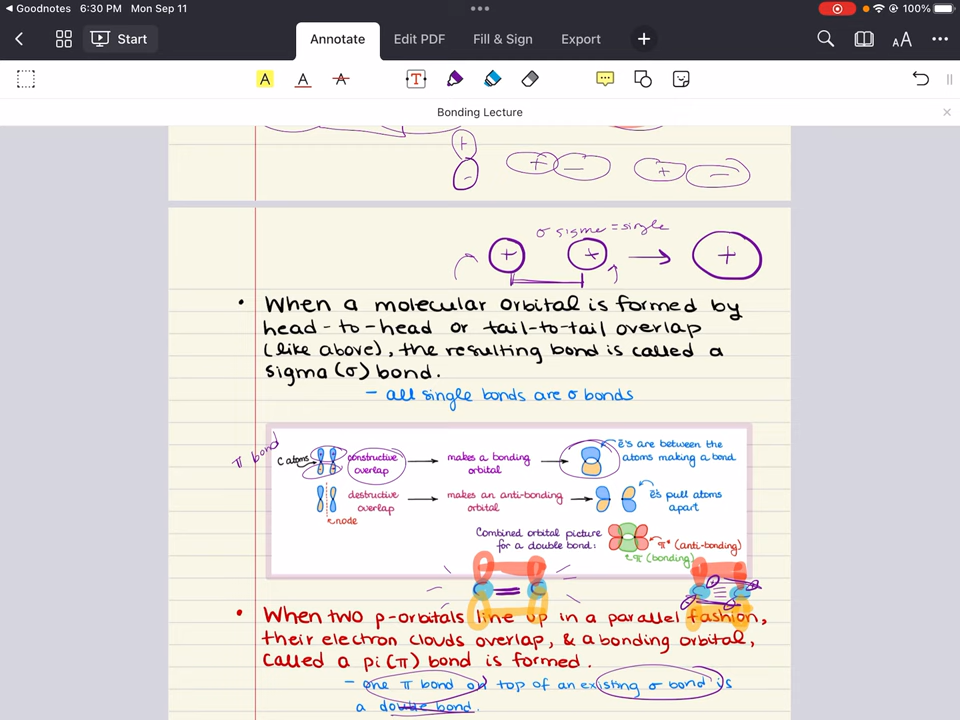 Goodnotes 6:30 PM Mon Sep 11 100%
Start Annotate Edit PDF Fill & Sign Export
A A A T
Bonding Lecture
+
-
+ - + -
σ sigma = single
+ + +
• When a molecular orbital is formed by
head-to-head or tail-to-tail overlap
(like above), the resulting bond is called a
sigma (σ) bond.
- all single bonds are σ bonds
π bond
C atoms
constructive
overlap
makes a bonding
orbital
ē's are between the
atoms making a bond
destructive
overlap
makes an anti-bonding
orbital
ē's pull atoms
apart
node
Combined orbital picture
for a double bond:
π* (anti-bonding)
π (bonding)
• When two p-orbitals line up in a parallel fashion,
their electron clouds overlap, & a bonding orbital,
called a pi (π) bond is formed.
- one π bond on top of an existing σ bond is
a double bond.